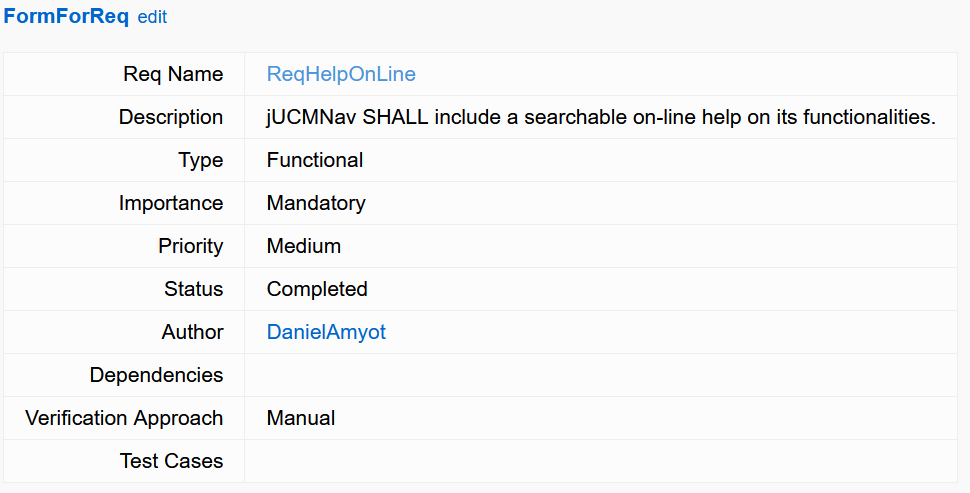 FormForReq edit
Req Name ReqHelpOnLine
Description jUCMNav SHALL include a searchable on-line help on its functionalities.
Type Functional
Importance Mandatory
Priority Medium
Status Completed
Author DanielAmyot
Dependencies
Verification Approach Manual
Test Cases